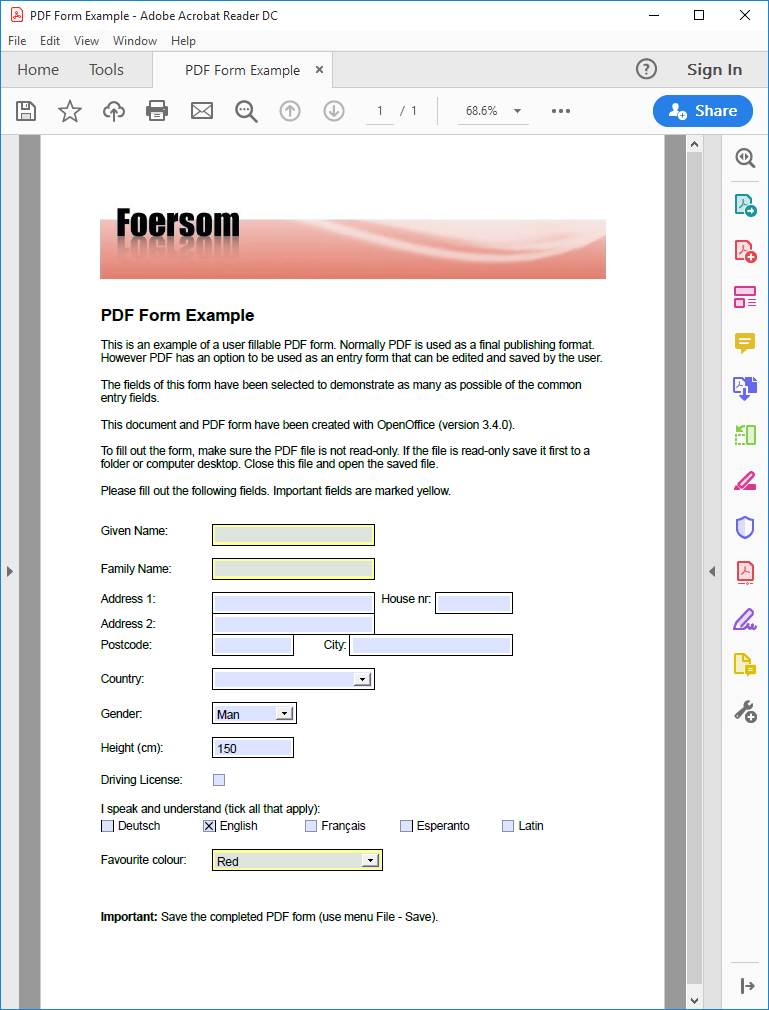 PDF Form Example - Adobe Acrobat Reader DC
File Edit View Window Help
Home Tools PDF Form Example × Sign In
1 / 1 68.6% Share
Foersom
PDF Form Example
This is an example of a user fillable PDF form. Normally PDF is used as a final publishing format.
However PDF has an option to be used as an entry form that can be edited and saved by the user.
The fields of this form have been selected to demonstrate as many as possible of the common
entry fields.
This document and PDF form have been created with OpenOffice (version 3.4.0).
To fill out the form, make sure the PDF file is not read-only. If the file is read-only save it first to a
folder or computer desktop. Close this file and open the saved file.
Please fill out the following fields. Important fields are marked yellow.
Given Name:
Family Name:
Address 1: House nr:
Address 2:
Postcode: City:
Country:
Gender: Man
Height (cm): 150
Driving License:
I speak and understand (tick all that apply):
Deutsch English Français Esperanto Latin
Favourite colour: Red
Important: Save the completed PDF form (use menu File - Save).